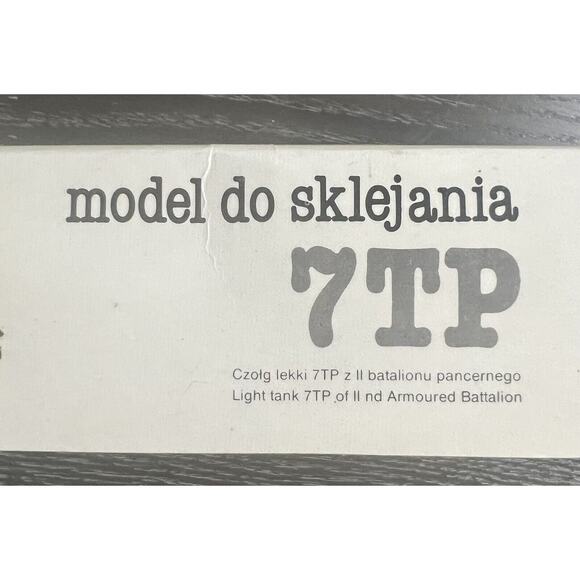 model do sklejania
7TP
Czołg lekki 7TP z II batalionu pancernego
Light tank 7TP of II nd Armoured Battalion